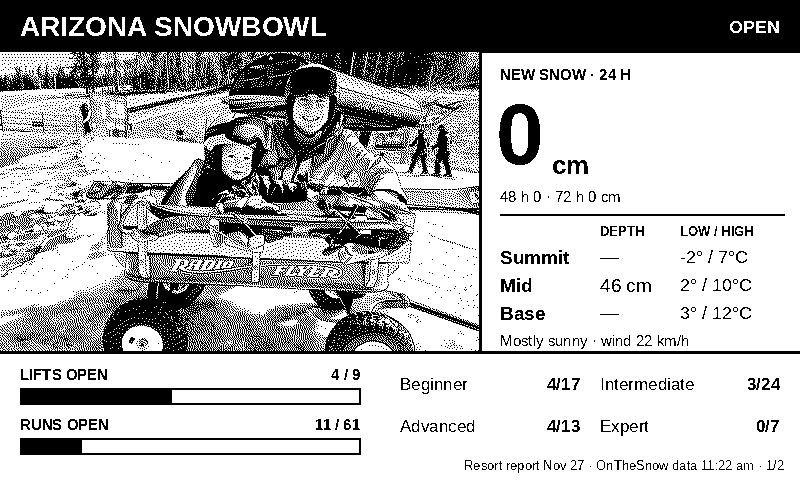 ARIZONA SNOWBOWL
OPEN
NEW SNOW · 24 H
0 cm
48 h 0 · 72 h 0 cm
DEPTH LOW / HIGH
Summit — -2° / 7°C
Mid 46 cm 2° / 10°C
Base — 3° / 12°C
Mostly sunny · wind 22 km/h
RADIO FLYER
LIFTS OPEN 4 / 9
RUNS OPEN 11 / 61
Beginner 4/17 Intermediate 3/24
Advanced 4/13 Expert 0/7
Resort report Nov 27 · OnTheSnow data 11:22 am · 1/2